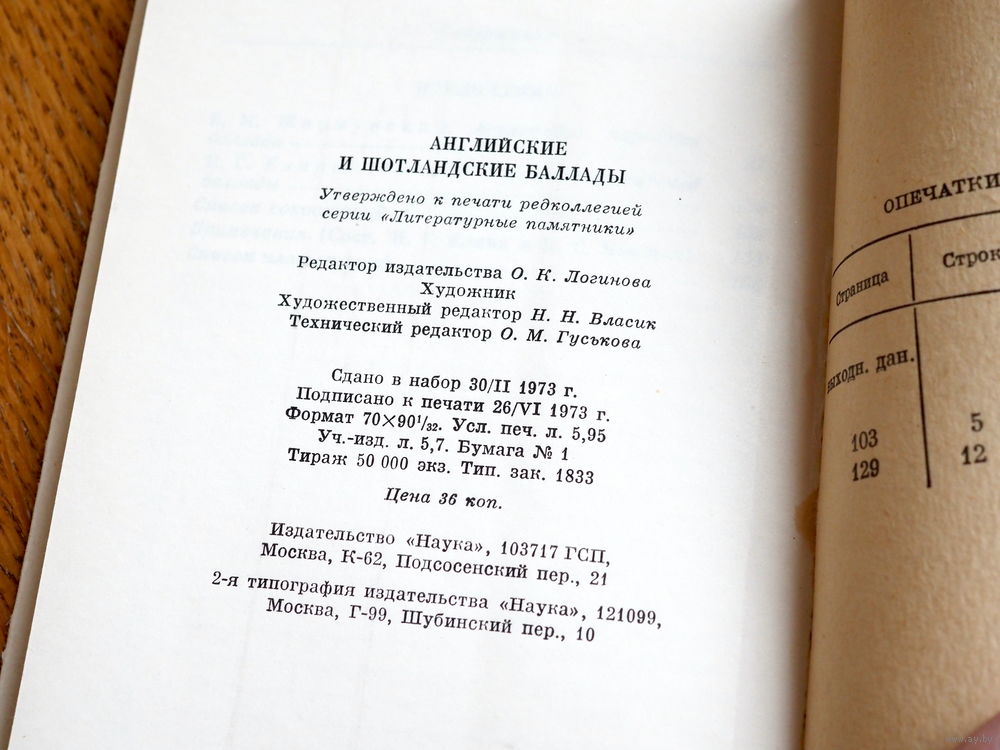 АНГЛИЙСКИЕ
И ШОТЛАНДСКИЕ БАЛЛАДЫ
Утверждено к печати редколлегией
серии «Литературные памятники»
Редактор издательства О. К. Логинова
Художник
Художественный редактор Н. Н. Власик
Технический редактор О. М. Гуськова
Сдано в набор 30/II 1973 г.
Подписано к печати 26/VI 1973 г.
Формат 70×90¹/₃₂. Усл. печ. л. 5,95
Уч.-изд. л. 5,7. Бумага № 1
Тираж 50 000 экз. Тип. зак. 1833
Цена 36 коп.
Издательство «Наука», 103717 ГСП,
Москва, К-62, Подсосенский пер., 21
2-я типография издательства «Наука», 121099,
Москва, Г-99, Шубинский пер., 10
ОПЕЧАТКИ
Страница Строк
выходн. дан.
103 5
129 12
www.ay.by